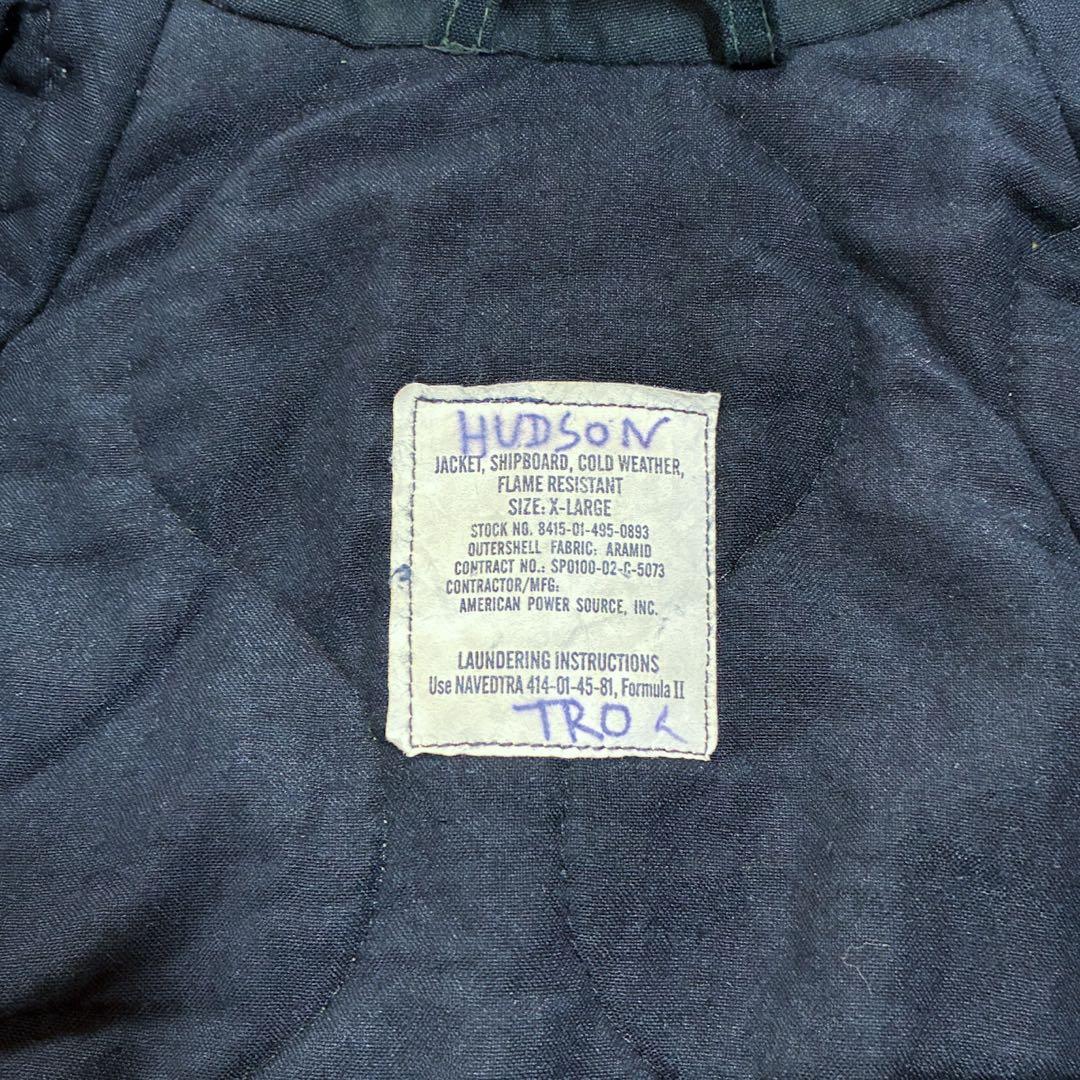 HUDSON
JACKET, SHIPBOARD, COLD WEATHER,
FLAME RESISTANT
SIZE: X-LARGE
STOCK NO. 8415-01-495-0893
OUTERSHELL FABRIC: ARAMID
CONTRACT NO.: SP0100-02-C-5073
CONTRACTOR/MFG:
AMERICAN POWER SOURCE, INC.
LAUNDERING INSTRUCTIONS
Use NAVEDTRA 414-01-45-81, Formula II
TRO